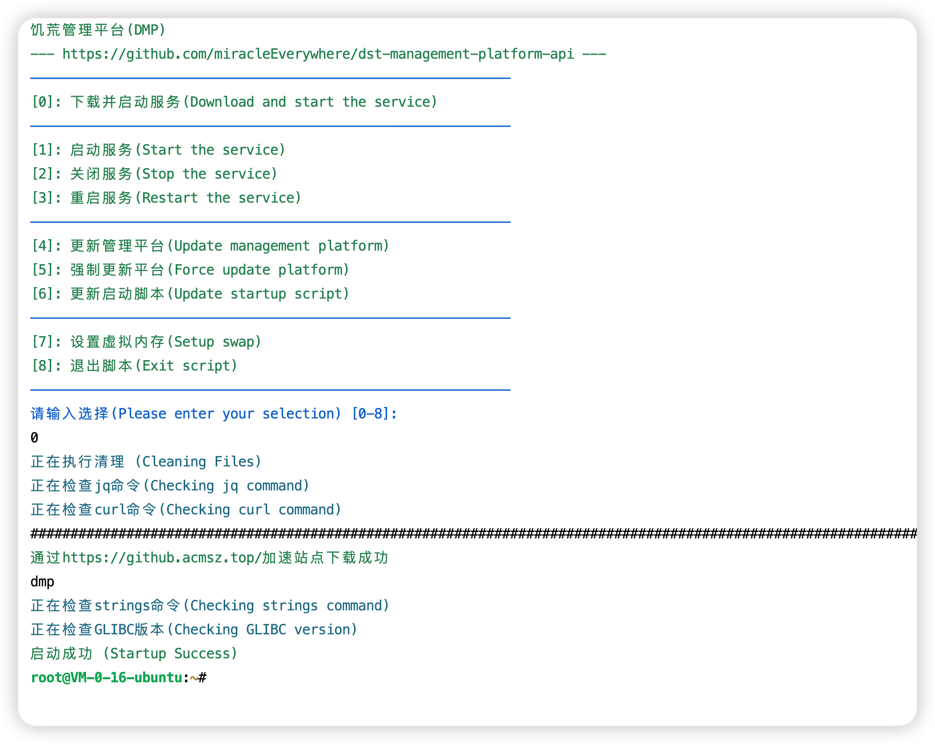 饥荒管理平台(DMP)
--- https://github.com/miracleEverywhere/dst-management-platform-api ---
[0]: 下载并启动服务(Download and start the service)
[1]: 启动服务(Start the service)
[2]: 关闭服务(Stop the service)
[3]: 重启服务(Restart the service)
[4]: 更新管理平台(Update management platform)
[5]: 强制更新平台(Force update platform)
[6]: 更新启动脚本(Update startup script)
[7]: 设置虚拟内存(Setup swap)
[8]: 退出脚本(Exit script)
请输入选择(Please enter your selection) [0-8]:
0
正在执行清理 (Cleaning Files)
正在检查jq命令(Checking jq command)
正在检查curl命令(Checking curl command)
###############################################################################################################
通过https://github.acmsz.top/加速站点下载成功
dmp
正在检查strings命令(Checking strings command)
正在检查GLIBC版本(Checking GLIBC version)
启动成功 (Startup Success)
root@VM-0-16-ubuntu:~#